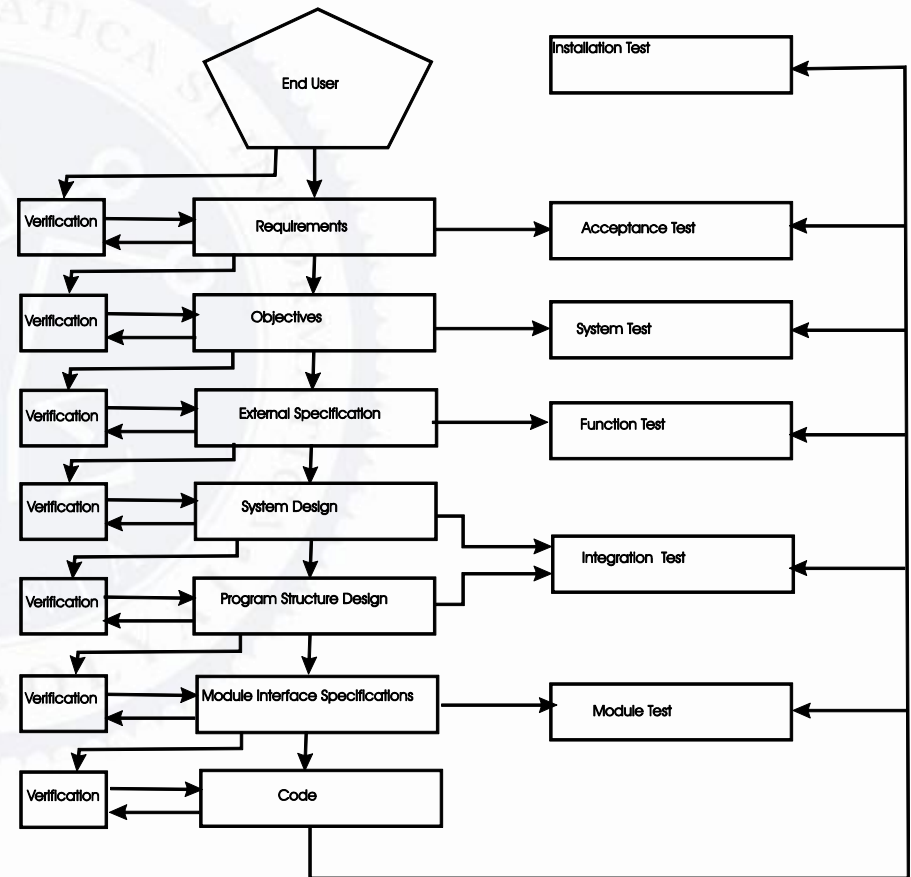 End User
Installation Test
Verification
Requirements
Acceptance Test
Verification
Objectives
System Test
Verification
External Specification
Function Test
Verification
System Design
Integration Test
Verification
Program Structure Design
Verification
Module Interface Specifications
Module Test
Verification
Code